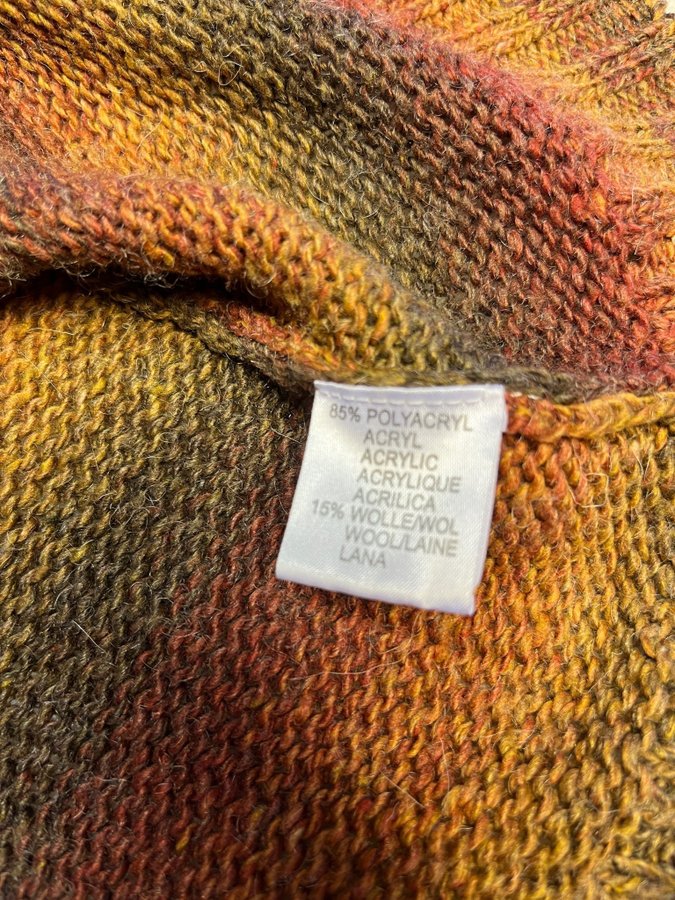 85% POLYACRYL
ACRYL
ACRYLIC
ACRYLIQUE
ACRILICA
15% WOLLE/WOL
WOOL/LAINE
LANA